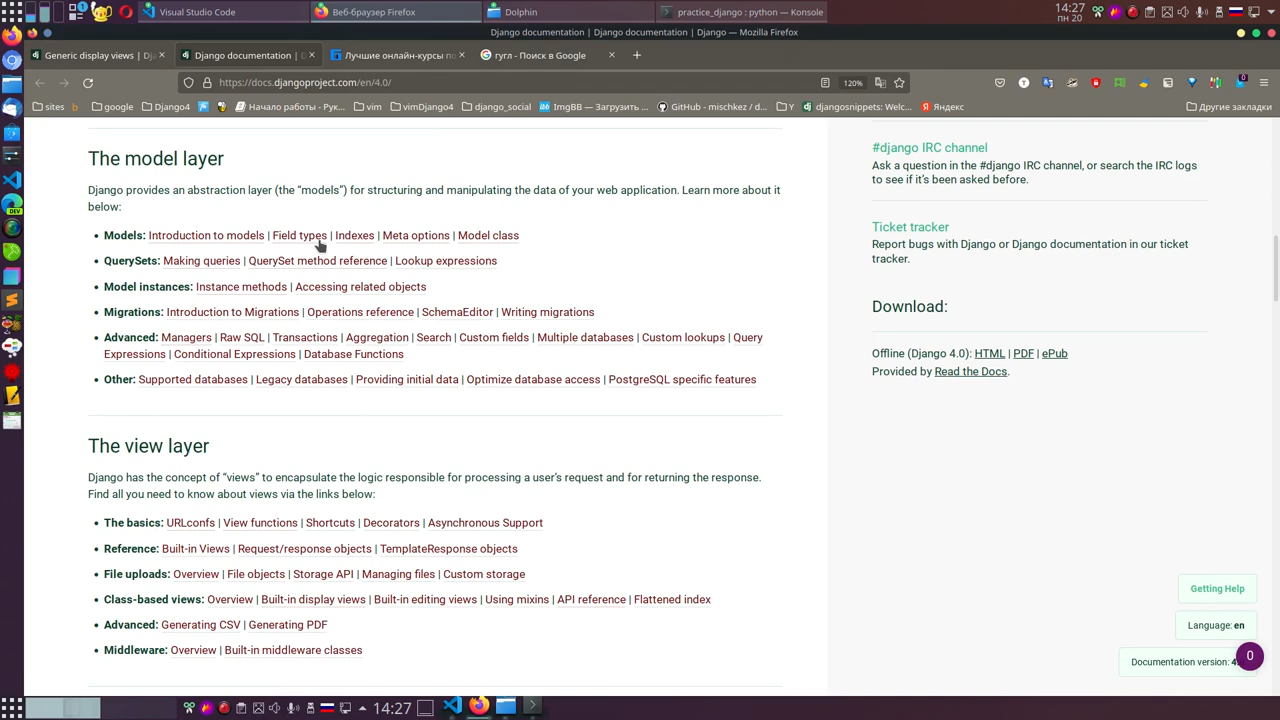 Visual Studio Code
Веб-браузер Firefox
Dolphin
practice_django : python — Konsole
14:27
пн 20
Django documentation | Django documentation | Django — Mozilla Firefox
Generic display views | Dj
Django documentation | D
Лучшие онлайн-курсы по
гугл - Поиск в Google
https://docs.djangoproject.com/en/4.0/
120%
sites
google
Django4
Начало работы - Рук...
vim
vimDjango4
django_social
ImgBB — Загрузить ...
GitHub - mischkez / dj...
Y
djangosnippets: Welc...
Яндекс
Другие закладки
The model layer
Django provides an abstraction layer (the “models”) for structuring and manipulating the data of your web application. Learn more about it
below:
Models: Introduction to models | Field types | Indexes | Meta options | Model class
QuerySets: Making queries | QuerySet method reference | Lookup expressions
Model instances: Instance methods | Accessing related objects
Migrations: Introduction to Migrations | Operations reference | SchemaEditor | Writing migrations
Advanced: Managers | Raw SQL | Transactions | Aggregation | Search | Custom fields | Multiple databases | Custom lookups | Query
Expressions | Conditional Expressions | Database Functions
Other: Supported databases | Legacy databases | Providing initial data | Optimize database access | PostgreSQL specific features
The view layer
Django has the concept of “views” to encapsulate the logic responsible for processing a user’s request and for returning the response.
Find all you need to know about views via the links below:
The basics: URLconfs | View functions | Shortcuts | Decorators | Asynchronous Support
Reference: Built-in Views | Request/response objects | TemplateResponse objects
File uploads: Overview | File objects | Storage API | Managing files | Custom storage
Class-based views: Overview | Built-in display views | Built-in editing views | Using mixins | API reference | Flattened index
Advanced: Generating CSV | Generating PDF
Middleware: Overview | Built-in middleware classes
#django IRC channel
Ask a question in the #django IRC channel, or search the IRC logs
to see if it’s been asked before.
Ticket tracker
Report bugs with Django or Django documentation in our ticket
tracker.
Download:
Offline (Django 4.0): HTML | PDF | ePub
Provided by Read the Docs.
Getting Help
Language: en
Documentation version: 4
0
DEV
14:27